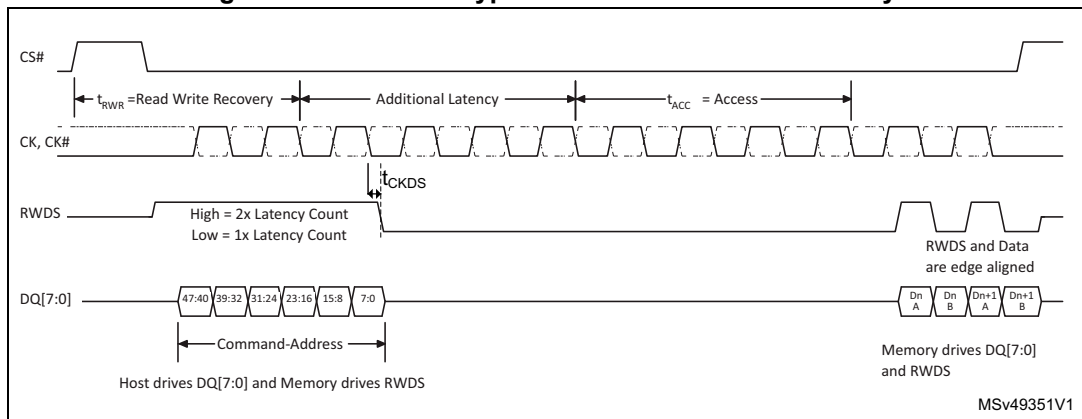 CS#
tRWR =Read Write Recovery
Additional Latency
tACC = Access
CK, CK#
tCKDS
RWDS
High = 2x Latency Count
Low = 1x Latency Count
RWDS and Data
are edge aligned
DQ[7:0]
47:40 39:32 31:24 23:16 15:8 7:0
Dn A
Dn B
Dn+1 A
Dn+1 B
Command-Address
Host drives DQ[7:0] and Memory drives RWDS
Memory drives DQ[7:0]
and RWDS
MSv49351V1